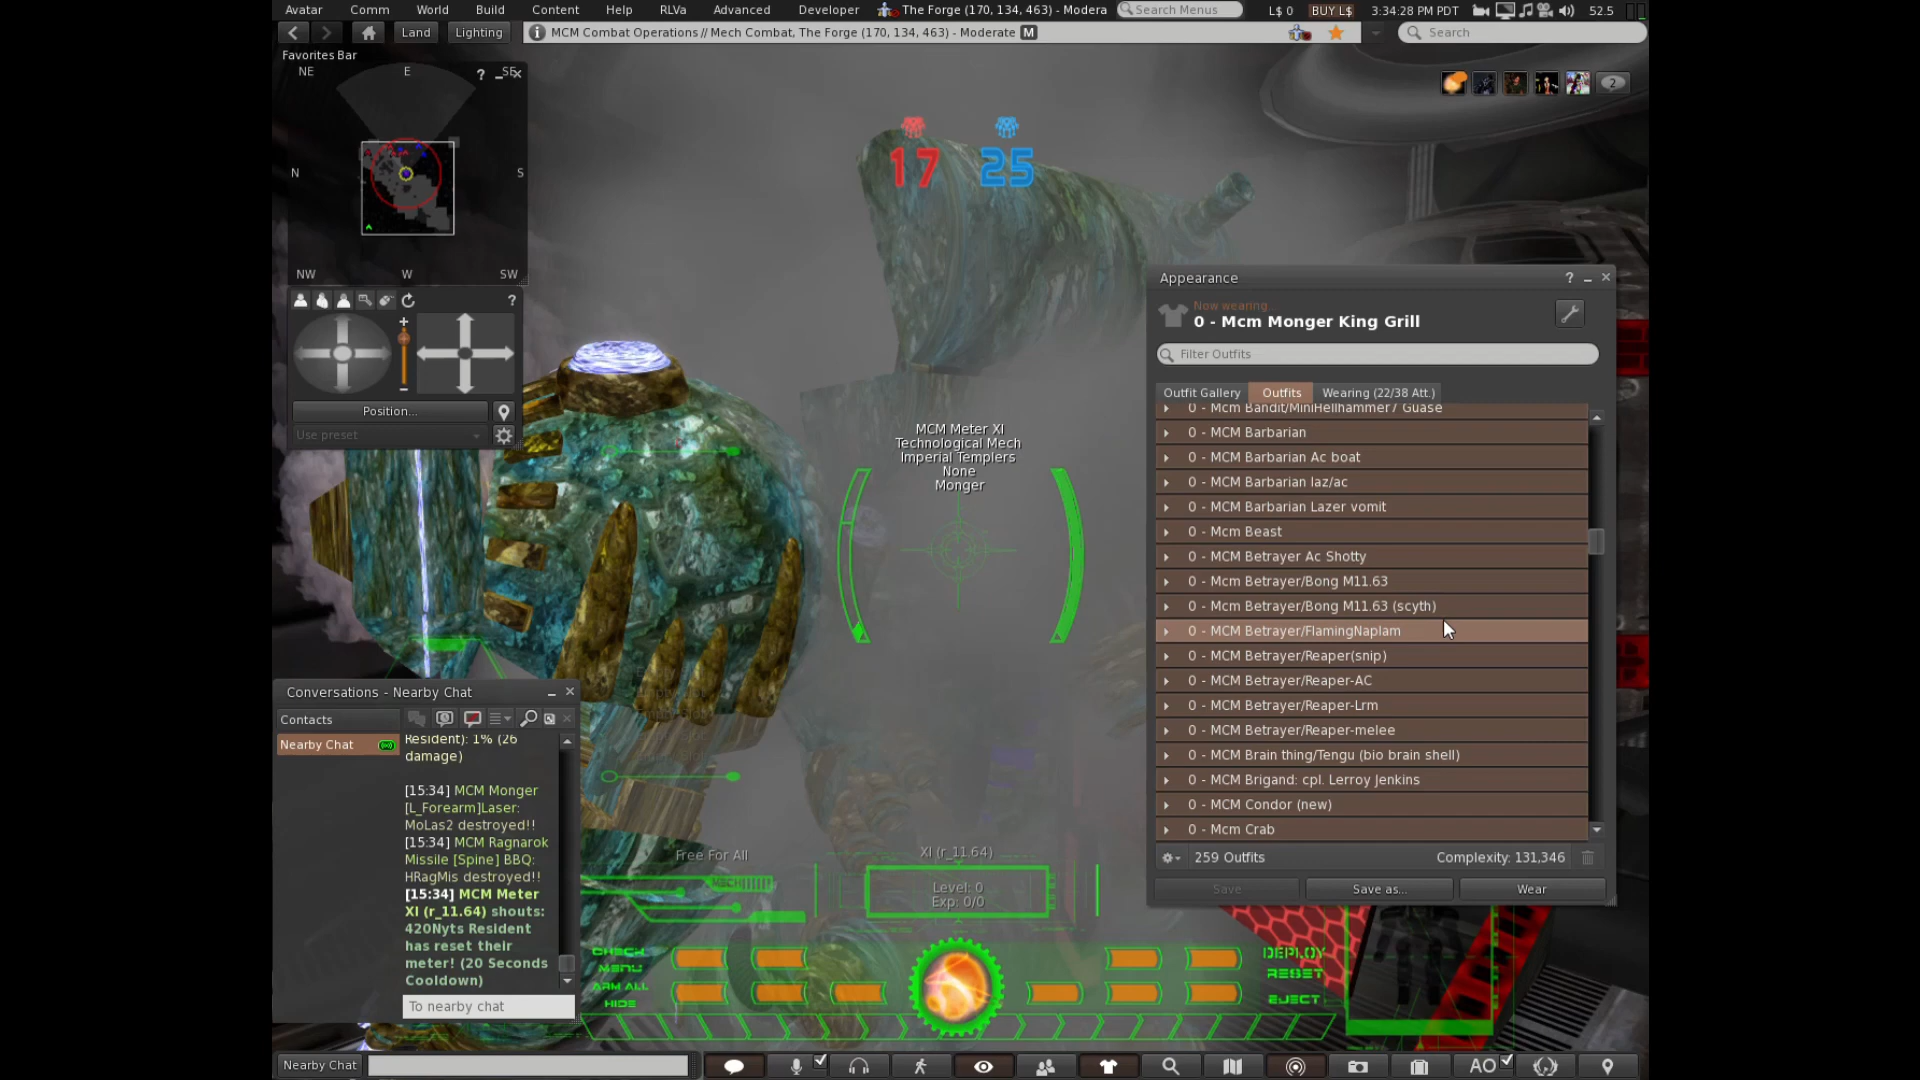 Avatar Comm World Build Content Help RLVa Advanced Developer The Forge (170, 134, 463) - Modera Search Menus L$ 0 BUY L$ 3:34:28 PM PDT 52.5
Land Lighting MCM Combat Operations // Mech Combat, The Forge (170, 134, 463) - Moderate M Search
Favorites Bar
NE E SE ?
N S
NW W SW
?
+
-
Position...
Use preset
2
17 25
MCM Meter XI
Technological Mech
Imperial Templers
None
Monger
Appearance ?
Now wearing
0 - Mcm Monger King Grill
Filter Outfits
Outfit Gallery Outfits Wearing (22/38 Att.)
0 - Mcm Bandit/MiniHellhammer7 Guase
0 - MCM Barbarian
0 - MCM Barbarian Ac boat
0 - MCM Barbarian laz/ac
0 - MCM Barbarian Lazer vomit
0 - Mcm Beast
0 - MCM Betrayer Ac Shotty
0 - Mcm Betrayer/Bong M11.63
0 - Mcm Betrayer/Bong M11.63 (scyth)
0 - MCM Betrayer/FlamingNaplam
0 - MCM Betrayer/Reaper(snip)
0 - MCM Betrayer/Reaper-AC
0 - MCM Betrayer/Reaper-Lrm
0 - MCM Betrayer/Reaper-melee
0 - MCM Brain thing/Tengu (bio brain shell)
0 - MCM Brigand: cpl. Lerroy Jenkins
0 - MCM Condor (new)
0 - Mcm Crab
259 Outfits Complexity: 131,346
Save Save as... Wear
Conversations - Nearby Chat
Contacts
Nearby Chat
Resident): 1% (26
damage)
[15:34] MCM Monger
[L_Forearm]Laser:
MoLas2 destroyed!!
[15:34] MCM Ragnarok
Missile [Spine] BBQ:
HRagMis destroyed!!
[15:34] MCM Meter
XI (r_11.64) shouts:
420Nyts Resident
has reset their
meter! (20 Seconds
Cooldown)
To nearby chat
Free For All
XI (r_11.64)
Level: 0
Exp: 0/0
CHECK
MENU
ARM ALL
HIDE
DEPLOY
RESET
EJECT
Nearby Chat AO